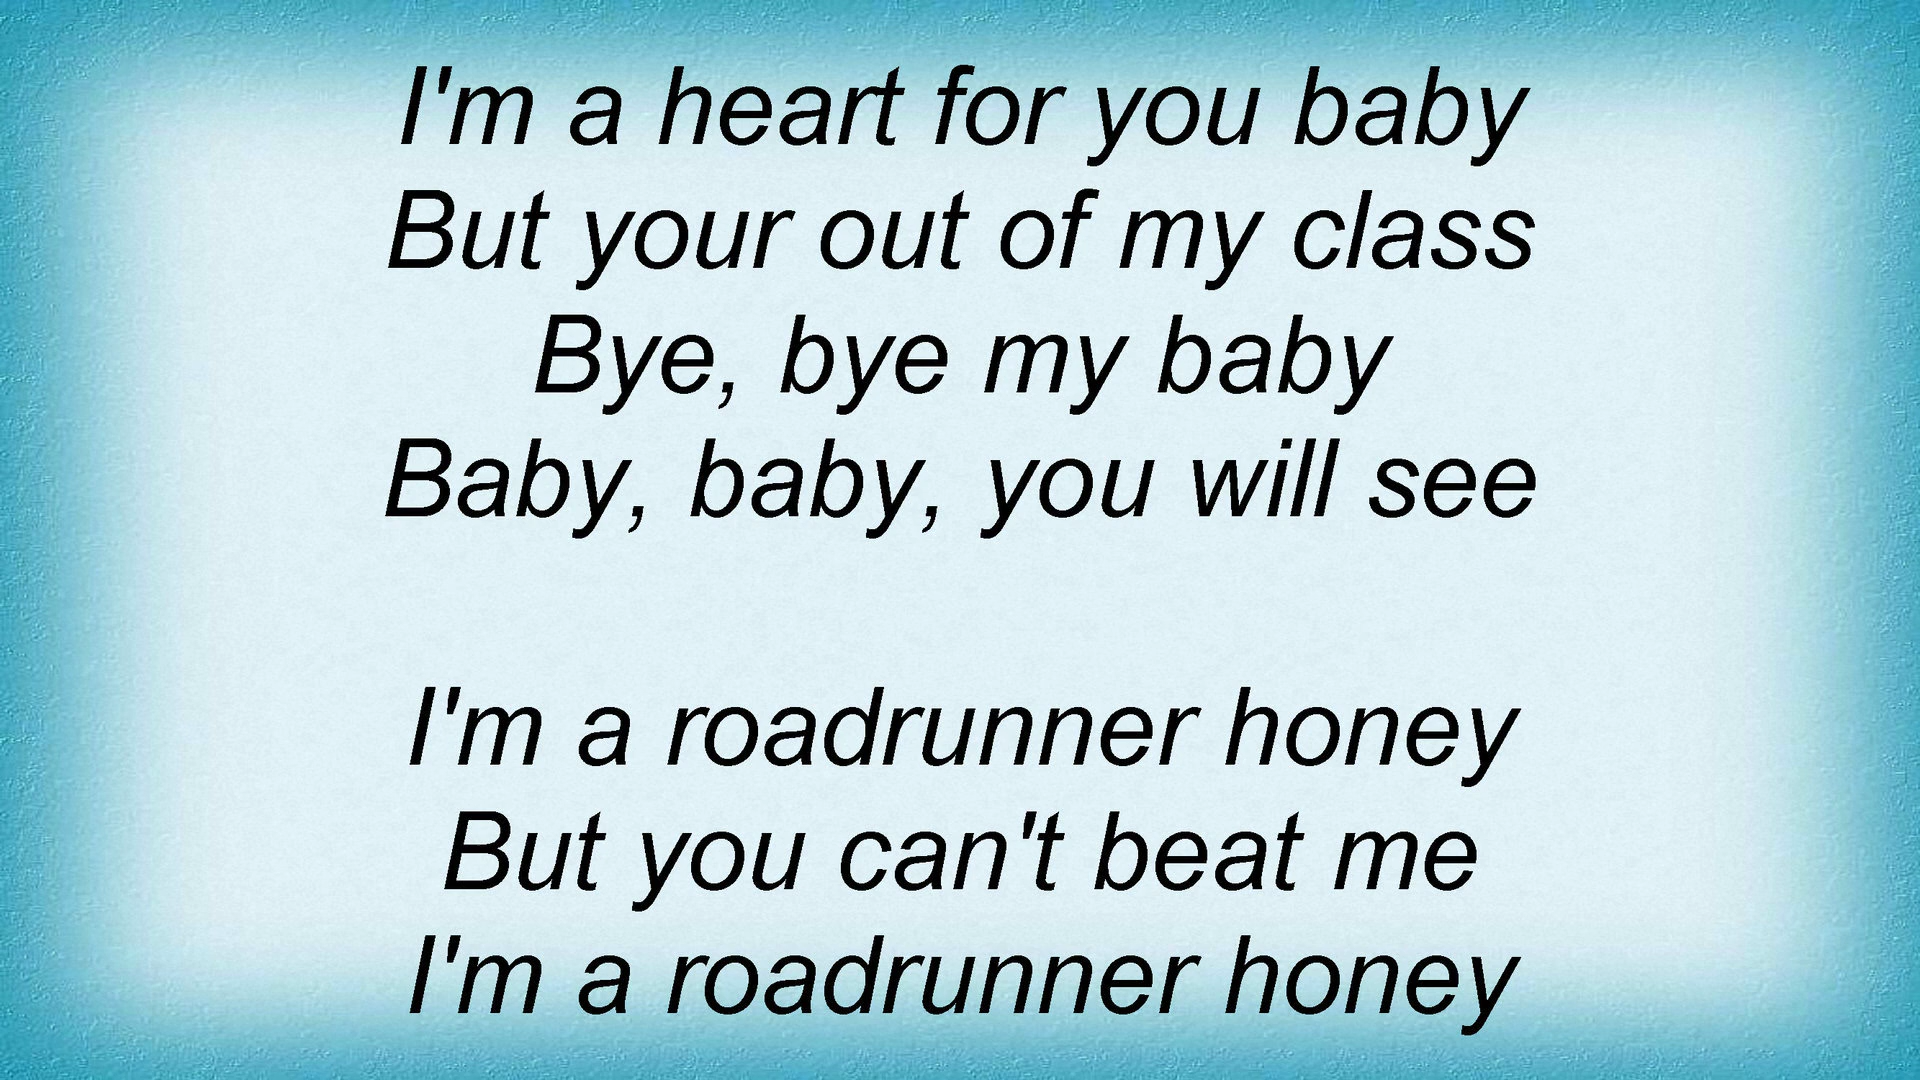 I'm a heart for you baby
But your out of my class
Bye, bye my baby
Baby, baby, you will see
I'm a roadrunner honey
But you can't beat me
I'm a roadrunner honey